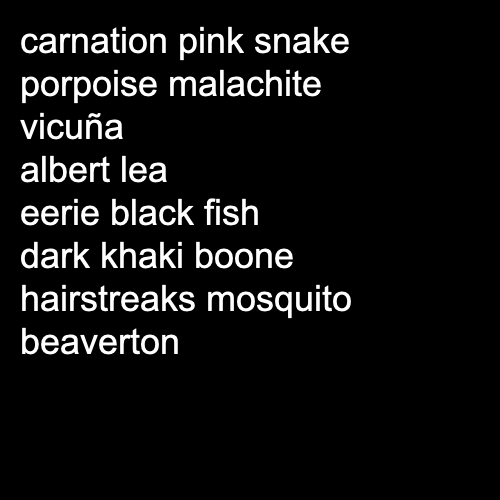 carnation pink snake
porpoise malachite
vicuña
albert lea
eerie black fish
dark khaki boone
hairstreaks mosquito
beaverton